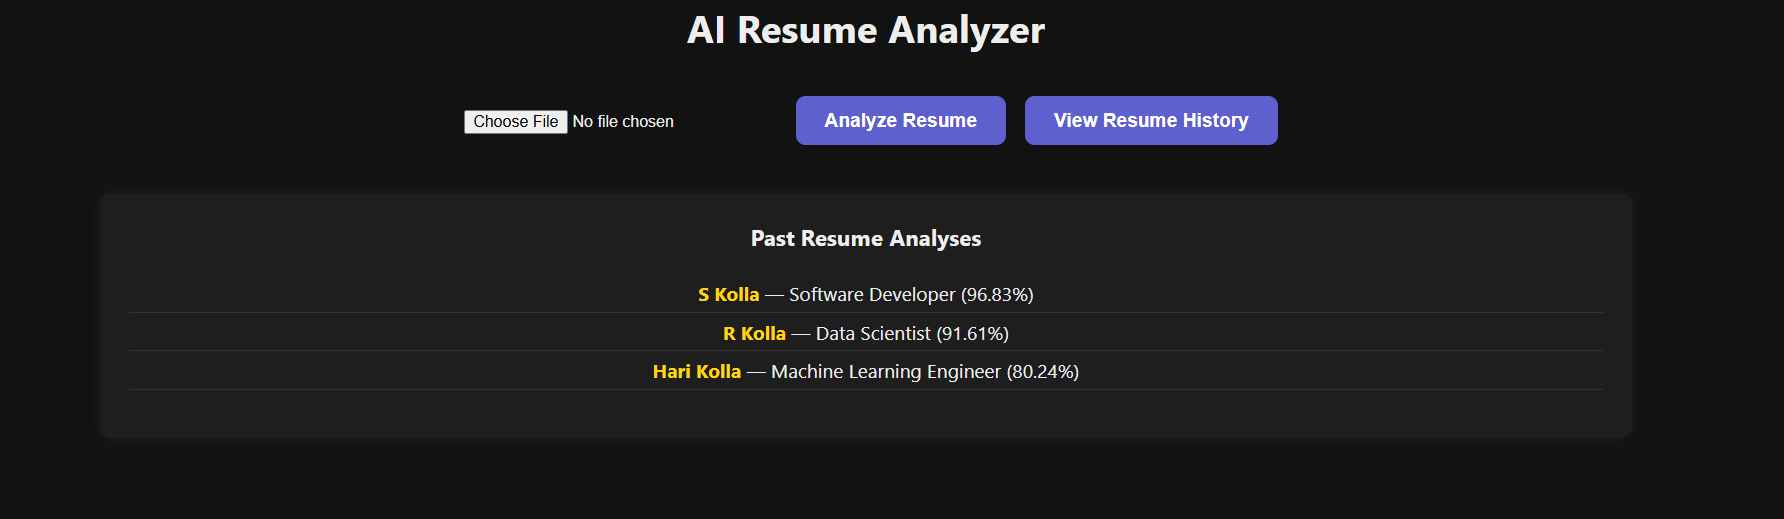 AI Resume Analyzer
Choose File No file chosen Analyze Resume View Resume History
Past Resume Analyses
S Kolla — Software Developer (96.83%)
R Kolla — Data Scientist (91.61%)
Hari Kolla — Machine Learning Engineer (80.24%)